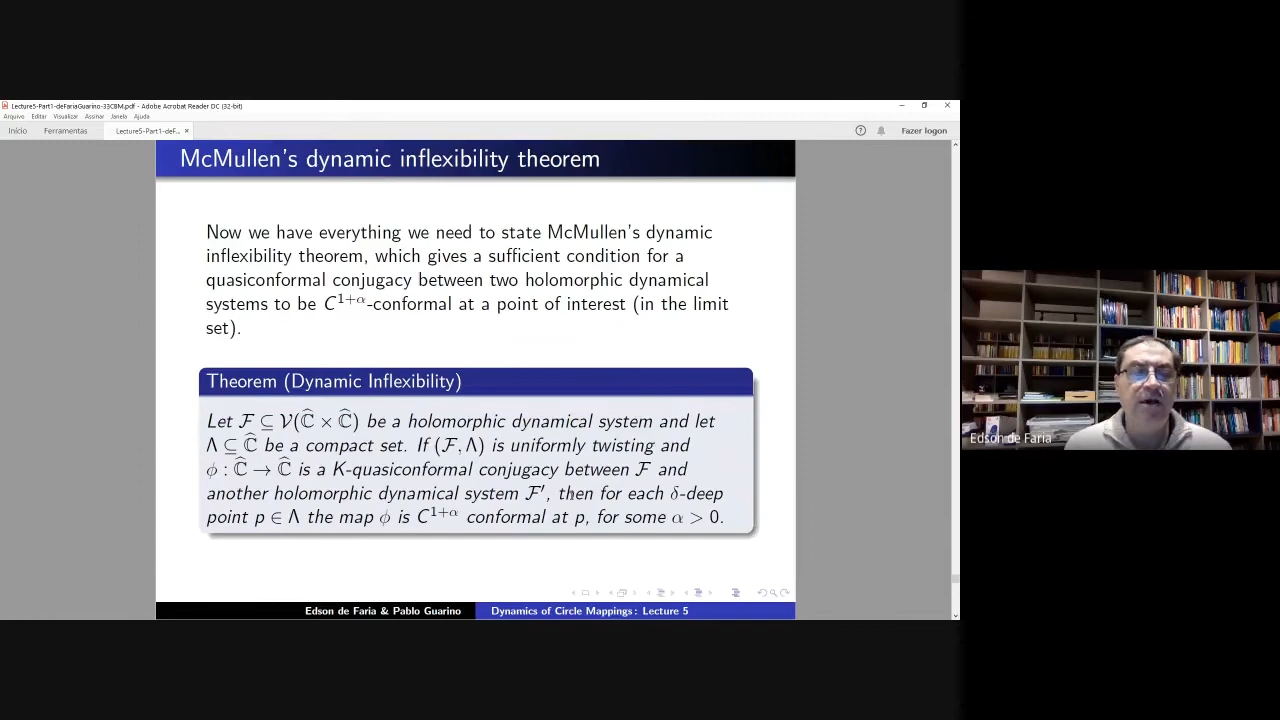 Lecture5-Part1-deFariaGuarino-33CBM.pdf - Adobe Acrobat Reader DC (32-bit)
Arquivo Editar Visualizar Assinar Janela Ajuda
Início Ferramentas Lecture5-Part1-deF... × Fazer logon
McMullen's dynamic inflexibility theorem
Now we have everything we need to state McMullen's dynamic
inflexibility theorem, which gives a sufficient condition for a
quasiconformal conjugacy between two holomorphic dynamical
systems to be C^{1+α}-conformal at a point of interest (in the limit
set).
Theorem (Dynamic Inflexibility)
Let ℱ ⊆ 𝒱(Ĉ × Ĉ) be a holomorphic dynamical system and let
Λ ⊆ Ĉ be a compact set. If (ℱ, Λ) is uniformly twisting and
ϕ : Ĉ → Ĉ is a K-quasiconformal conjugacy between ℱ and
another holomorphic dynamical system ℱ′, then for each δ-deep
point p ∈ Λ the map ϕ is C^{1+α} conformal at p, for some α > 0.
Edson de Faria & Pablo Guarino Dynamics of Circle Mappings: Lecture 5
Edson de Faria